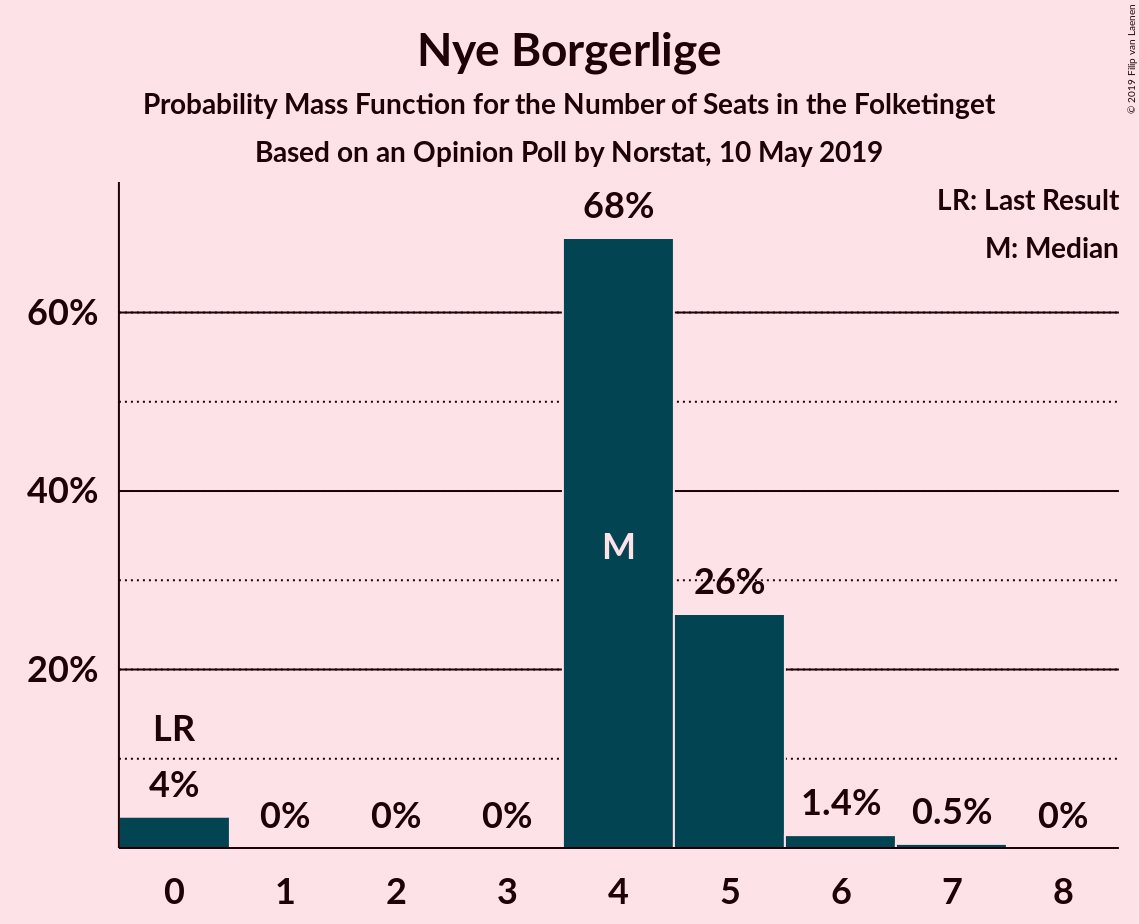 Nye Borgerlige
Probability Mass Function for the Number of Seats in the Folketinget
Based on an Opinion Poll by Norstat, 10 May 2019
© 2019 Filip van Laenen
LR: Last Result
M: Median
68%
60%
40%
M
26%
20%
LR
4%
0%
0%
0%
1.4%
0.5%
0%
0 1 2 3 4 5 6 7 8